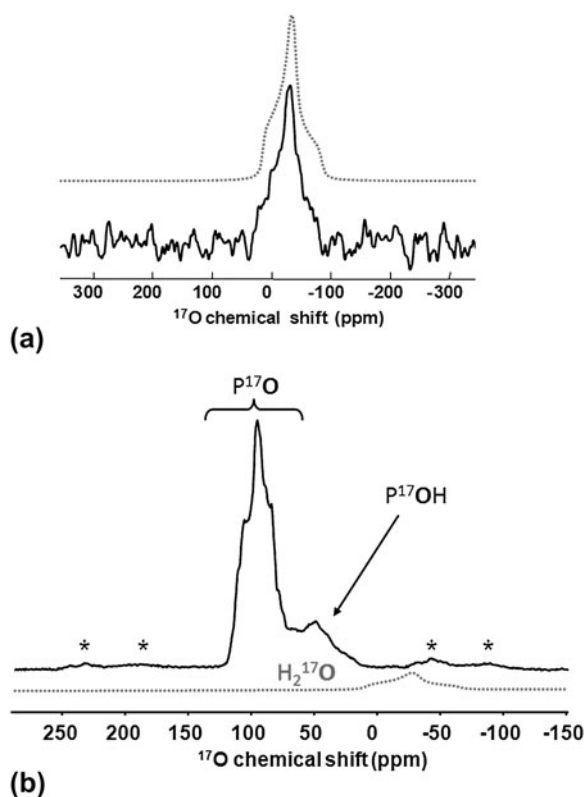 300 200 100 0 -100 -200 -300
¹⁷O chemical shift (ppm)
(a)
P¹⁷O
P¹⁷OH
* * * *
H₂¹⁷O
250 200 150 100 50 0 -50 -100 -150
¹⁷O chemical shift (ppm)
(b)